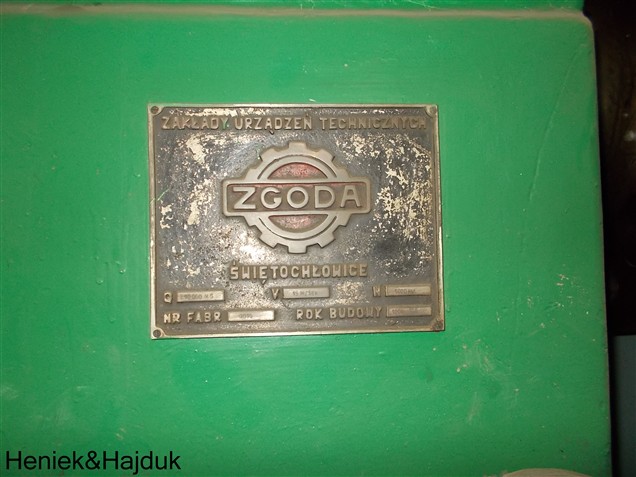 ZAKŁADY URZĄDZEŃ TECHNICZNYCH
ZGODA
ŚWIĘTOCHŁOWICE
Q V H
NR FABR ROK BUDOWY
Heniek&Hajduk